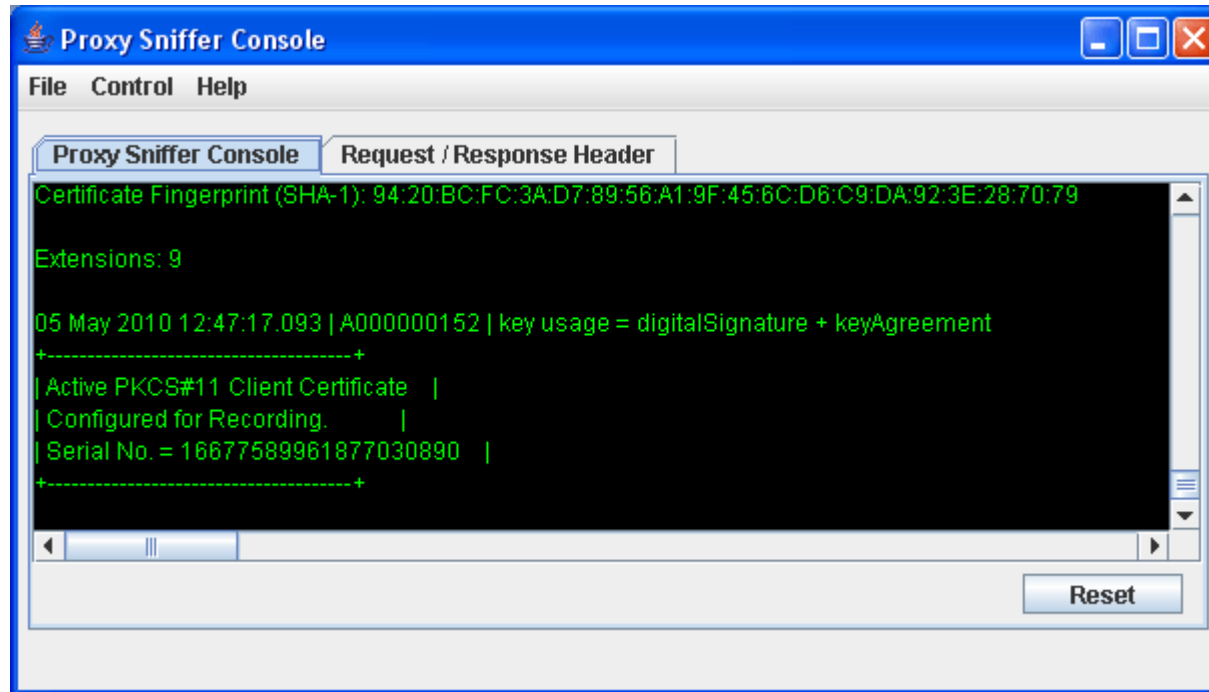 Proxy Sniffer Console
File Control Help
Proxy Sniffer Console Request / Response Header
Certificate Fingerprint (SHA-1): 94:20:BC:FC:3A:D7:89:56:A1:9F:45:6C:D6:C9:DA:92:3E:28:70:79
Extensions: 9
05 May 2010 12:47:17.093 | A000000152 | key usage = digitalSignature + keyAgreement
+--------------------------------------+
| Active PKCS#11 Client Certificate |
| Configured for Recording. |
| Serial No. = 166775899961877030890 |
+--------------------------------------+
Reset